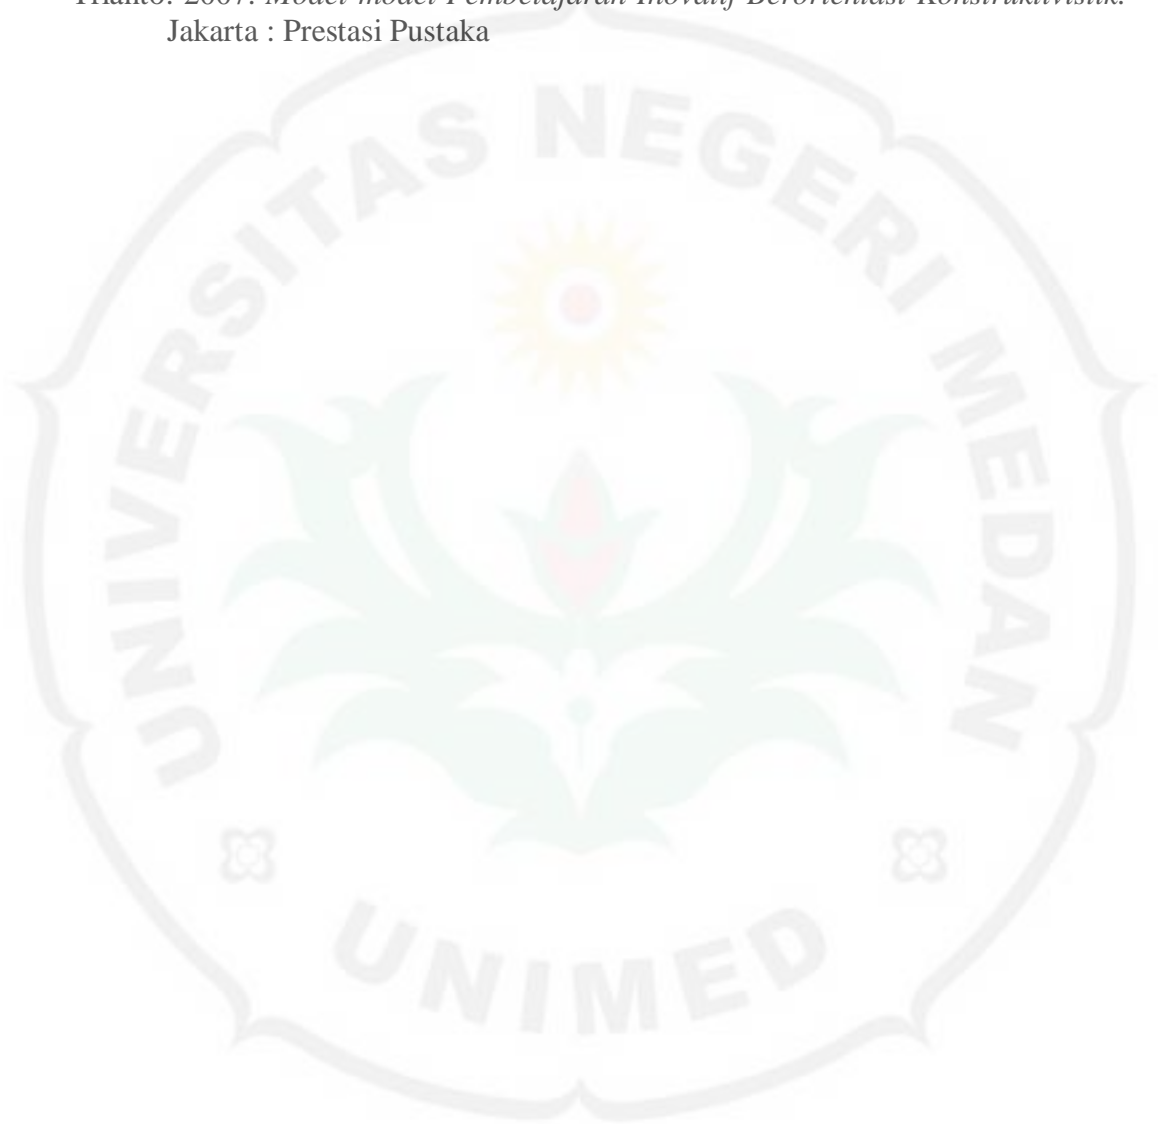 Trianto. 2007. Model-model Pembelajaran Inovatif Berorientasi Konstruktivistik.
Jakarta : Prestasi Pustaka
UNIVERSITAS NEGERI MEDAN
UNIMED